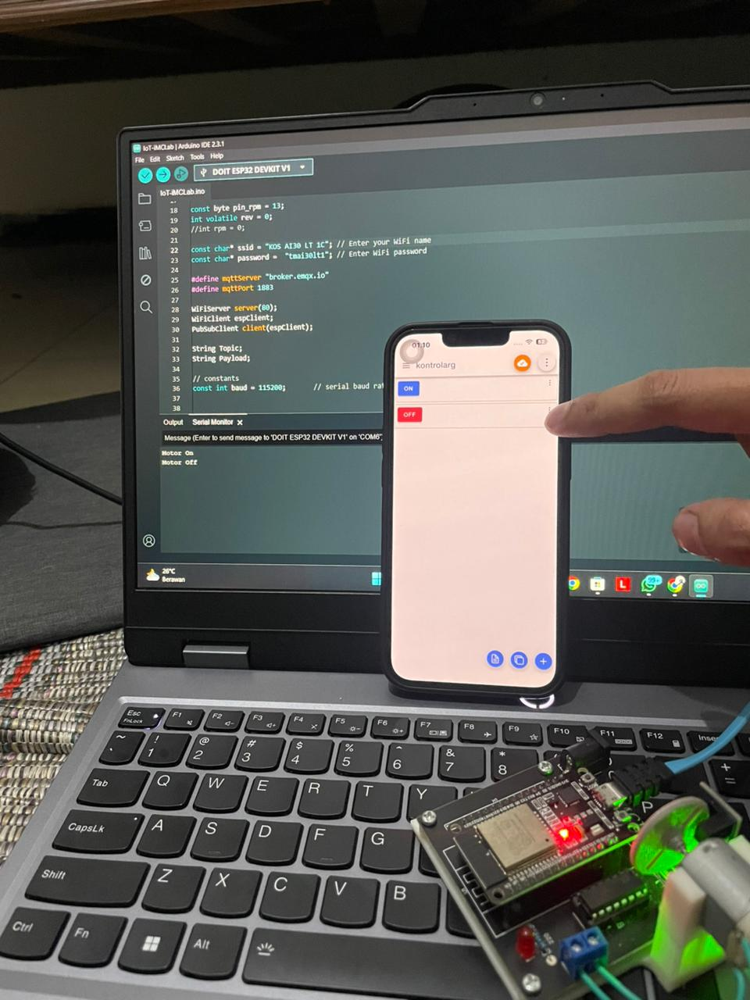 IoT-iMCLab | Arduino IDE 2.3.1
File Edit Sketch Tools Help
DOIT ESP32 DEVKIT V1
IoT-iMCLab.ino
18 const byte pin_rpm = 13;
19 int volatile rev = 0;
20 //int rpm = 0;
21
22 const char* ssid = "KOS AI30 LT 1C"; // Enter your WiFi name
23 const char* password = "tmai30lt1"; // Enter WiFi password
24
25 #define mqttServer "broker.emqx.io"
26 #define mqttPort 1883
27
28 WiFiServer server(80);
29 WiFiClient espClient;
30 PubSubClient client(espClient);
31
32 String Topic;
33 String Payload;
34
35 // constants
36 const int baud = 115200; // serial baud rat
37
38
Output Serial Monitor x
Message (Enter to send message to 'DOIT ESP32 DEVKIT V1' on 'COM6'
Motor On
Motor Off
26°C
Berawan
99+
L
01.10
kontrolarg
ON
OFF
Esc F1 F2 F3 F4 F5 F6 F7 F8 F9 F10 F11 F12 Inse
FnLock
~ ! @ # $ % ^ & *
` 1 2 3 4 5 6 7 8
+
=
Tab Q W E R T Y P
CapsLk A S D F G
Shift Z X C V B
Ctrl Fn Alt